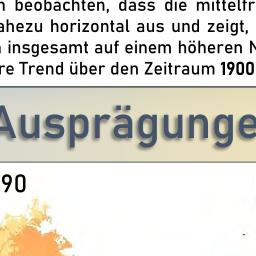 beobachten, dass die mittelfr
ahezu horizontal aus und zeigt,
insgesamt auf einem höheren N
re Trend über den Zeitraum 1900
Ausprägunge
90